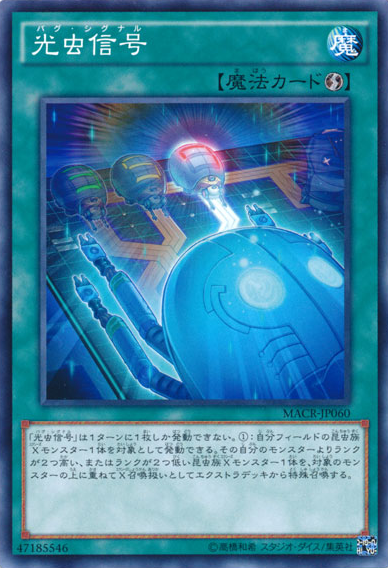 バグ・シグナル
光虫信号
魔
【魔法カード】
MACR-JP060
「光虫信号」は1ターンに1枚しか発動できない。①:自分フィールドの昆虫族
Xモンスター1体を対象として発動できる。その自分のモンスターよりランク
が2つ高い、またはランクが2つ低い昆虫族Xモンスター1体を、対象のモン
スターの上に重ねてX召喚扱いとしてエクストラデッキから特殊召喚する。
47185546
©高橋和希 スタジオ・ダイス/集英社